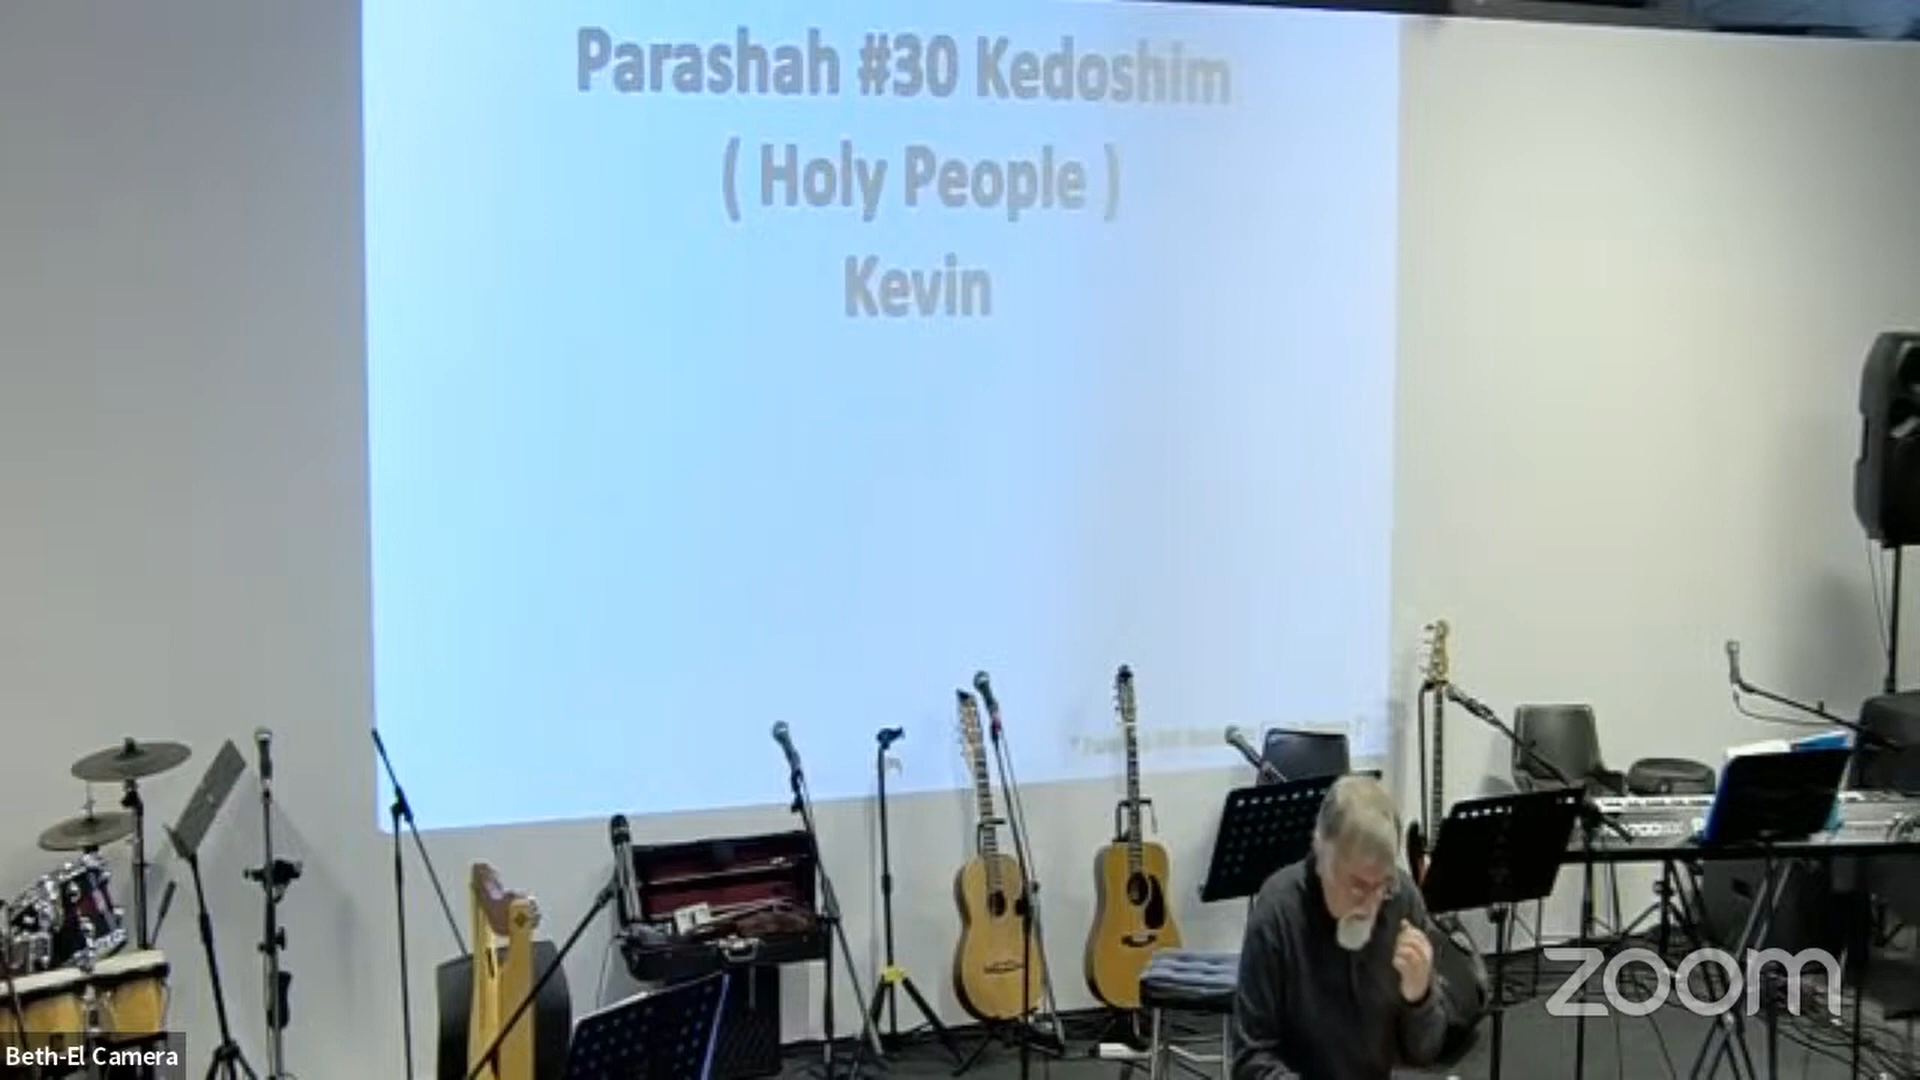 Parashah #30 Kedoshim
( Holy People )
Kevin
zoom
Beth-El Camera